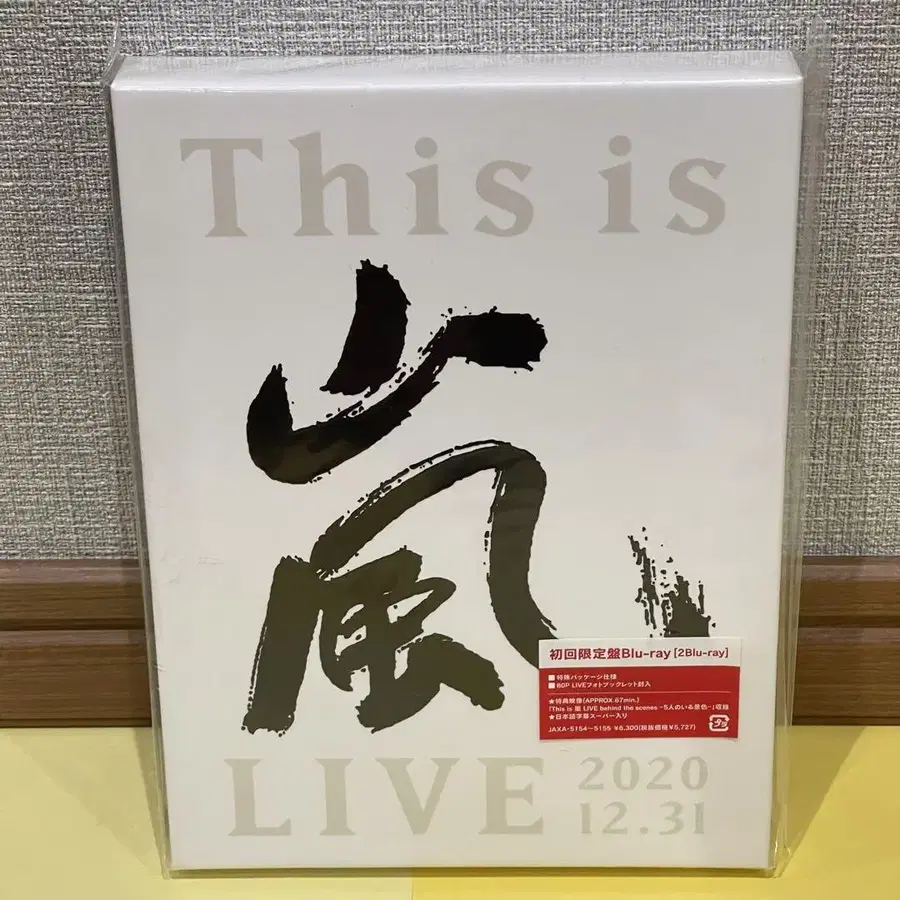 This is
嵐
LIVE 2020
12.31
初回限定盤Blu-ray [2Blu-ray]
■特殊パッケージ仕様
■80P LIVEフォトブックレット封入
★特典映像(APPROX.67min.)
「This is 嵐 LIVE behind the scenes -5人のいる景色-」収録
★日本語字幕スーパー入り
JAXA-5154~5155 ¥6,300(税抜価格¥5,727)